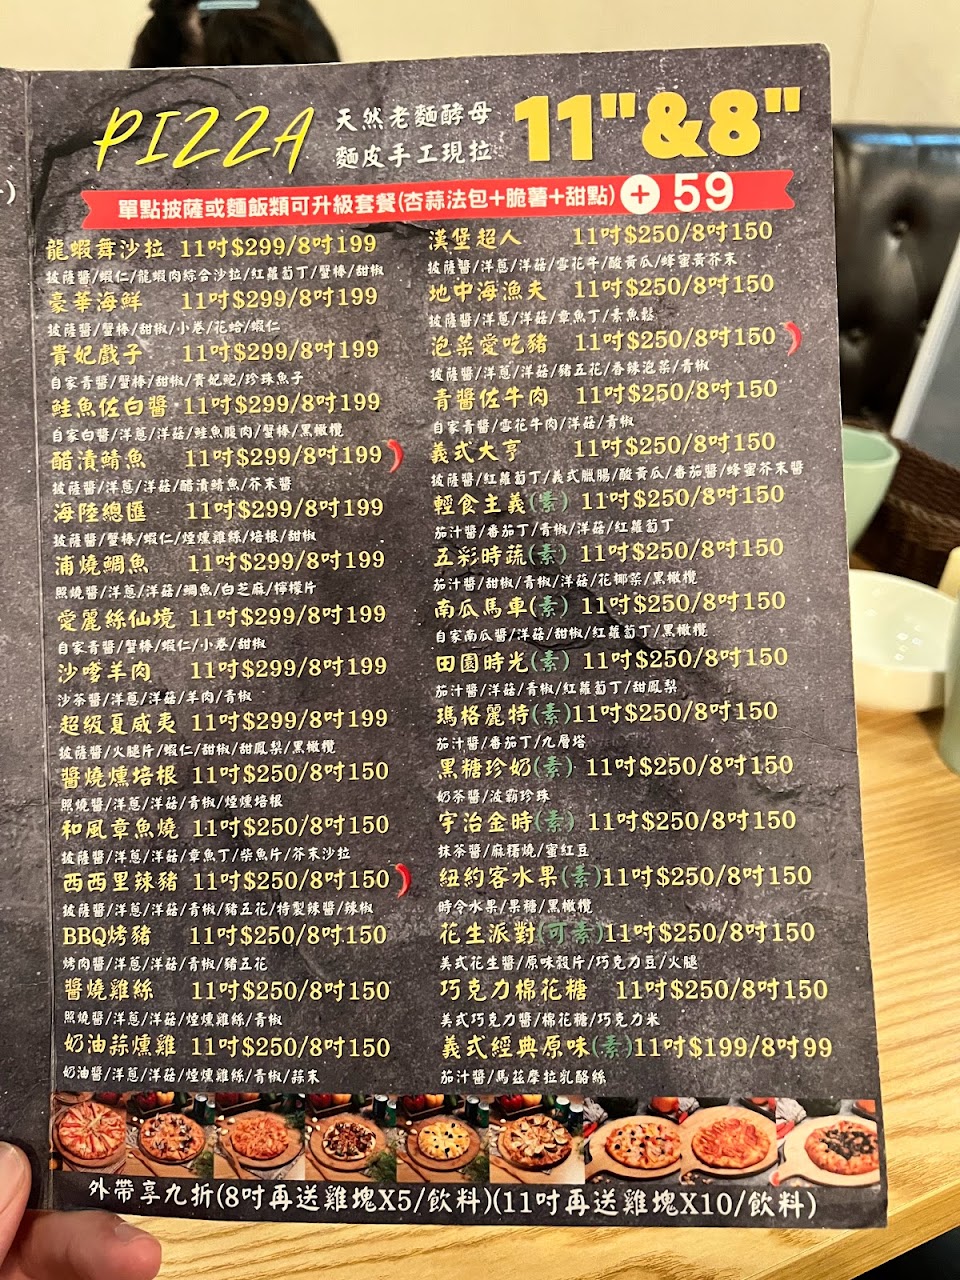 PIZZA
天然老麵酵母
麵皮手工現拉
11"&8"
單點披薩或麵飯類可升級套餐(杏蒜法包+脆薯+甜點)+59
龍蝦舞沙拉 11吋$299/8吋199
披薩醬/蝦仁/龍蝦肉綜合沙拉/紅蘿蔔丁/蟹棒/甜椒
豪華海鮮 11吋$299/8吋199
披薩醬/蟹棒/甜椒/小卷/花蛤/蝦仁
貴妃戲子 11吋$299/8吋199
自家青醬/蟹棒/甜椒/貴妃蛇/珍珠魚子
鮭魚佐白醬 11吋$299/8吋199
自家白醬/洋蔥/洋菇/鮭魚腹肉/蟹棒/黑橄欖
醋漬鯖魚 11吋$299/8吋199
披薩醬/洋蔥/洋菇/醋漬鯖魚/芥末醬
海陸總匯 11吋$299/8吋199
披薩醬/蟹棒/蝦仁/煙燻雞絲/培根/甜椒
浦燒鯛魚 11吋$299/8吋199
照燒醬/洋蔥/洋菇/鯛魚/白芝麻/檸檬片
愛麗絲仙境 11吋$299/8吋199
自家青醬/蟹棒/蝦仁/小卷/甜椒
沙嗲羊肉 11吋$299/8吋199
沙茶醬/洋蔥/洋菇/羊肉/青椒
超級夏威夷 11吋$299/8吋199
披薩醬/火腿片/蝦仁/甜椒/甜鳳梨/黑橄欖
醬燒燻培根 11吋$250/8吋150
照燒醬/洋蔥/洋菇/青椒/煙燻培根
和風章魚燒 11吋$250/8吋150
披薩醬/洋蔥/洋菇/章魚丁/柴魚片/芥末沙拉
西西里辣豬 11吋$250/8吋150
披薩醬/洋蔥/洋菇/青椒/豬五花/特製辣醬/辣椒
BBQ烤豬 11吋$250/8吋150
烤肉醬/洋蔥/洋菇/青椒/豬五花
醬燒雞絲 11吋$250/8吋150
照燒醬/洋蔥/洋菇/煙燻雞絲/青椒
奶油蒜燻雞 11吋$250/8吋150
奶油醬/洋蔥/洋菇/煙燻雞絲/青椒/蒜末
漢堡超人 11吋$250/8吋150
披薩醬/洋蔥/洋菇/雪花牛/酸黃瓜/蜂蜜黃芥末
地中海漁夫 11吋$250/8吋150
披薩醬/洋蔥/洋菇/章魚丁/素魚鬆
泡菜愛吃豬 11吋$250/8吋150
披薩醬/洋蔥/洋菇/豬五花/香辣泡菜/青椒
青醬佐牛肉 11吋$250/8吋150
自家青醬/雪花牛肉/洋菇/青椒
義式大亨 11吋$250/8吋150
披薩醬/紅蘿蔔丁/義式臘腸/酸黃瓜/番茄醬/蜂蜜芥末醬
輕食主義(素) 11吋$250/8吋150
茄汁醬/番茄丁/青椒/洋菇/紅蘿蔔丁
五彩時蔬(素) 11吋$250/8吋150
茄汁醬/甜椒/青椒/洋菇/花椰菜/黑橄欖
南瓜馬車(素) 11吋$250/8吋150
自家南瓜醬/洋菇/甜椒/紅蘿蔔丁/黑橄欖
田園時光(素) 11吋$250/8吋150
茄汁醬/洋菇/青椒/紅蘿蔔丁/甜鳳梨
瑪格麗特(素)11吋$250/8吋150
茄汁醬/番茄丁/九層塔
黑糖珍奶(素) 11吋$250/8吋150
奶茶醬/波霸珍珠
宇治金時(素) 11吋$250/8吋150
抹茶醬/麻糬燒/蜜紅豆
紐約客水果(素)11吋$250/8吋150
時令水果/果糖/黑橄欖
花生派對(可素)11吋$250/8吋150
美式花生醬/原味穀片/巧克力豆/火腿
巧克力棉花糖 11吋$250/8吋150
美式巧克力醬/棉花糖/巧克力米
義式經典原味(素)11吋$199/8吋99
茄汁醬/馬茲摩拉乳酪絲
外帶享九折(8吋再送雞塊X5/飲料)(11吋再送雞塊X10/飲料)